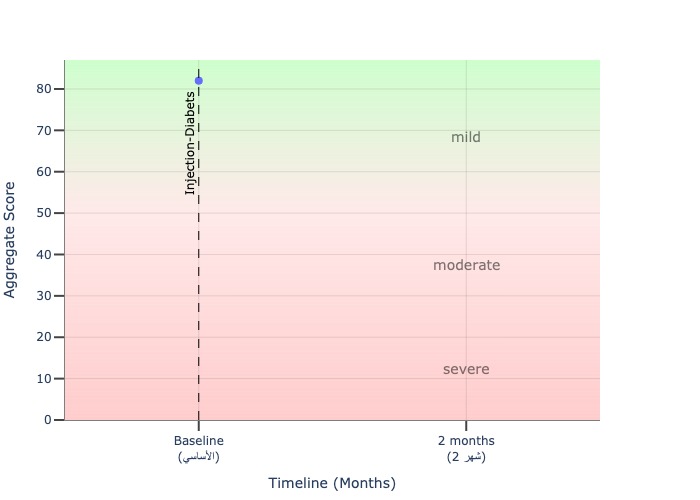 Aggregate Score
80
70
60
50
40
30
20
10
0
Injection-Diabets
mild
moderate
severe
Baseline
(الأساسي)
2 months
(2 شهر)
Timeline (Months)